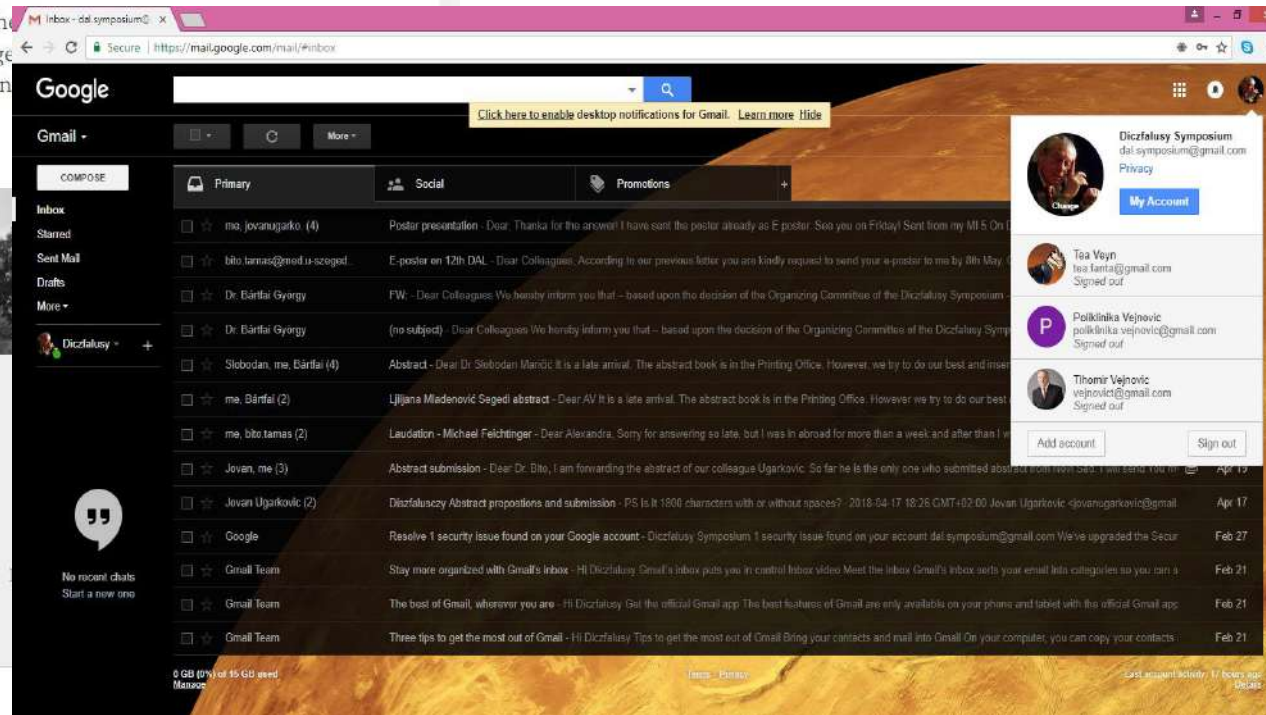 Inbox - dal.symposium@
Secure | https://mail.google.com/mail/#inbox
Google
Click here to enable desktop notifications for Gmail. Learn more Hide
Gmail
More
COMPOSE
Primary
Social
Promotions
+
Inbox
Starred
Sent Mail
Drafts
More
Diczfalusy
+
me, jovanugarko. (4) Poster presentation - Dear, Thanks for the answer! I have sent the poster already as E poster. See you on Friday! Sent from my MI 5 On
bito.tamas@med.u-szeged... E-poster on 12th DAL - Dear Colleagues, According to our previous letter you are kindly request to send your e-poster to me by 8th May.
Dr. Bártfai György FW: - Dear Colleagues We hereby inform you that – based upon the decision of the Organizing Committee of the Diczfalusy Symposium -
Dr. Bártfai György (no subject) - Dear Colleagues We hereby inform you that – based upon the decision of the Organizing Committee of the Diczfalusy Symp
Slobodan, me, Bártfai (4) Abstract - Dear Dr Slobodan Maričić It is a late arrival. The abstract book is in the Printing Office. However, we try to do our best and inser
me, Bártfai (2) Ljiljana Mladenović Segedi abstract - Dear AV It is a late arrival. The abstract book is in the Printing Office. However we try to do our best
me, bito.tamas (2) Laudation - Michael Feichtinger - Dear Alexandra, Sorry for answering so late, but I was in abroad for more than a week and after than I w
Jovan, me (3) Abstract submission - Dear Dr. Bito, I am forwarding the abstract of our colleague Ugarkovic. So far he is the only one who submitted abstract from Novi Sad. I will send You Apr 19
Jovan Ugarkovic (2) Diszfalusczy Abstract propostions and submission - PS Is It 1800 characters with or without spaces? 2018-04-17 18:26 GMT+02:00 Jovan Ugarkovic <jovanugarkovic@gmail Apr 17
Google Resolve 1 security issue found on your Google account - Diczfalusy Symposium 1 security issue found on your account dal.symposium@gmail.com We've upgraded the Secur Feb 27
Gmail Team Stay more organized with Gmail's inbox - Hi Diczfalusy Gmail's inbox puts you in control Inbox video Meet the Inbox Gmail's inbox sorts your email into categories so you can s Feb 21
Gmail Team The best of Gmail, wherever you are - Hi Diczfalusy Get the official Gmail app The best features of Gmail are only available on your phone and tablet with the official Gmail app Feb 21
Gmail Team Three tips to get the most out of Gmail - Hi Diczfalusy Tips to get the most out of Gmail Bring your contacts and mail into Gmail On your computer, you can copy your contacts Feb 21
Diczfalusy Symposium
dal.symposium@gmail.com
Privacy
Change
My Account
Tea Veyn
tea.fanta@gmail.com
Signed out
P
Poliklinika Vejnovic
poliklinika.vejnovic@gmail.com
Signed out
Tihomir Vejnovic
vejnovict@gmail.com
Signed out
Add account
Sign out
No recent chats
Start a new one
0 GB (0%) of 15 GB used
Manage
Terms - Privacy
Last account activity: 17 hours ago
Details